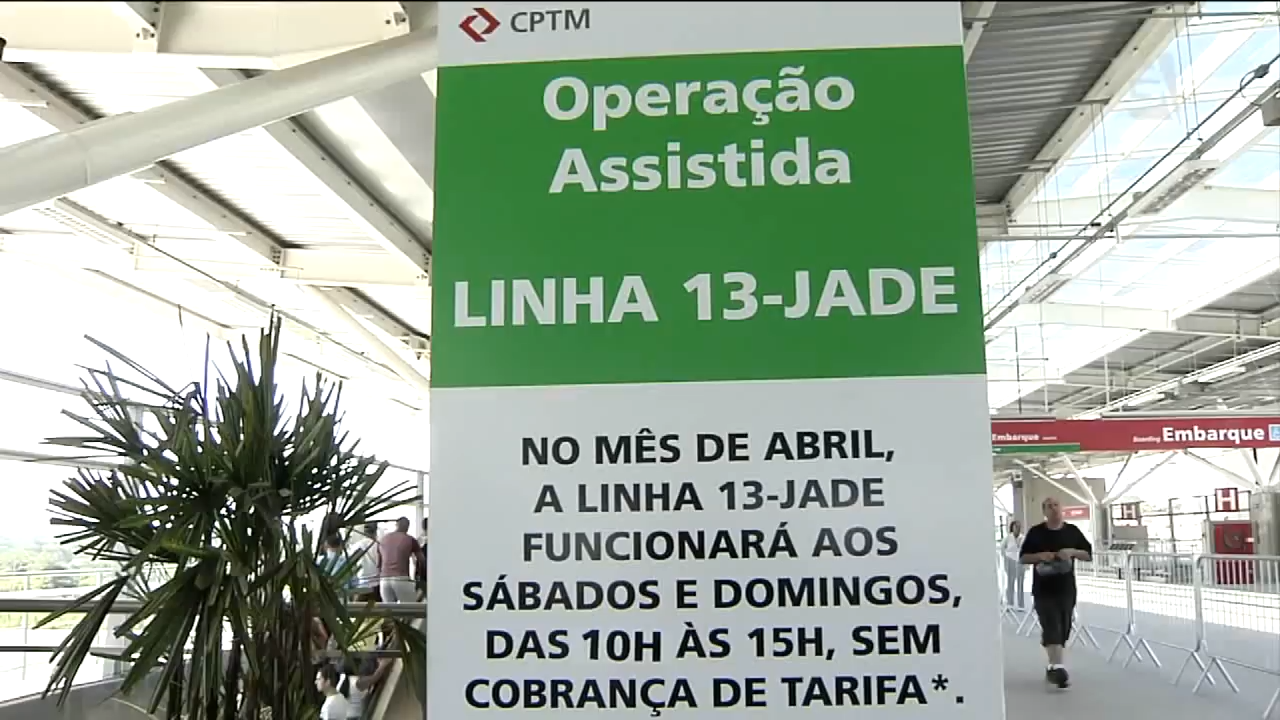 CPTM
Operação
Assistida
LINHA 13-JADE
NO MÊS DE ABRIL,
A LINHA 13-JADE
FUNCIONARÁ AOS
SÁBADOS E DOMINGOS,
DAS 10H ÀS 15H, SEM
COBRANÇA DE TARIFA*.
Embarque
Boarding Embarque
H
H